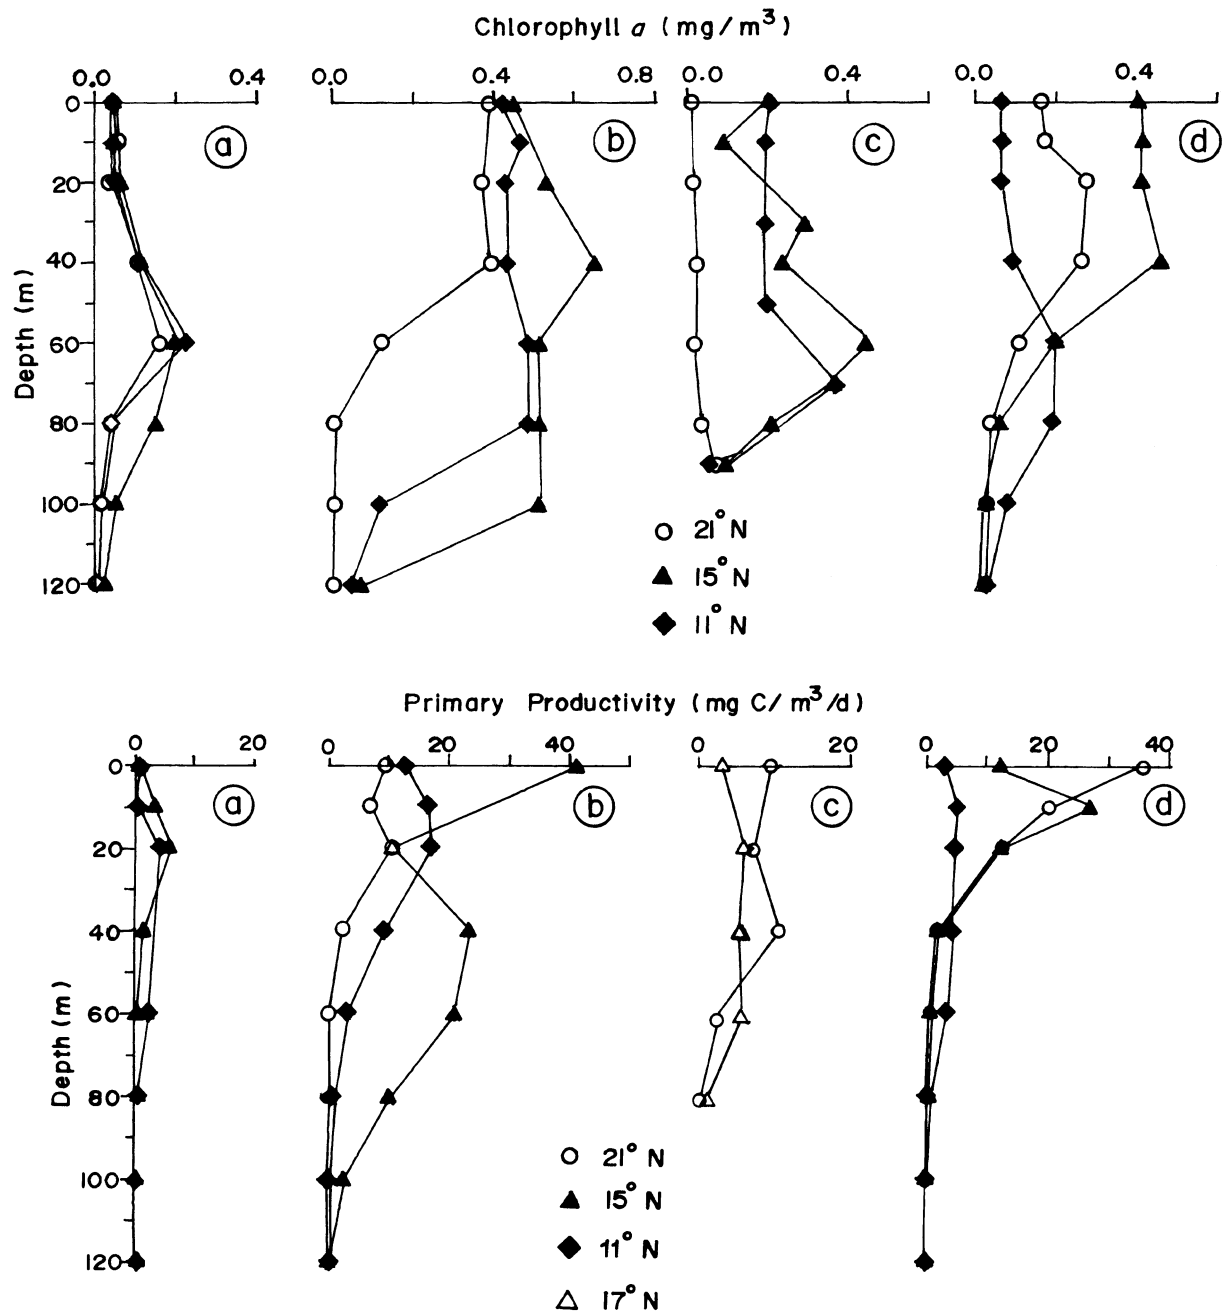 Chlorophyll a (mg/m³)
0.0 0.4 0.0 0.4 0.8 0.0 0.4 0.0 0.4
0
20
40
60
80
100
120
Depth (m)
a b c d
21° N
15° N
11° N
Primary Productivity (mg C/m³/d)
0 20 0 20 40 0 20 0 20 40
0
20
40
60
80
100
120
Depth (m)
a b c d
21° N
15° N
11° N
17° N